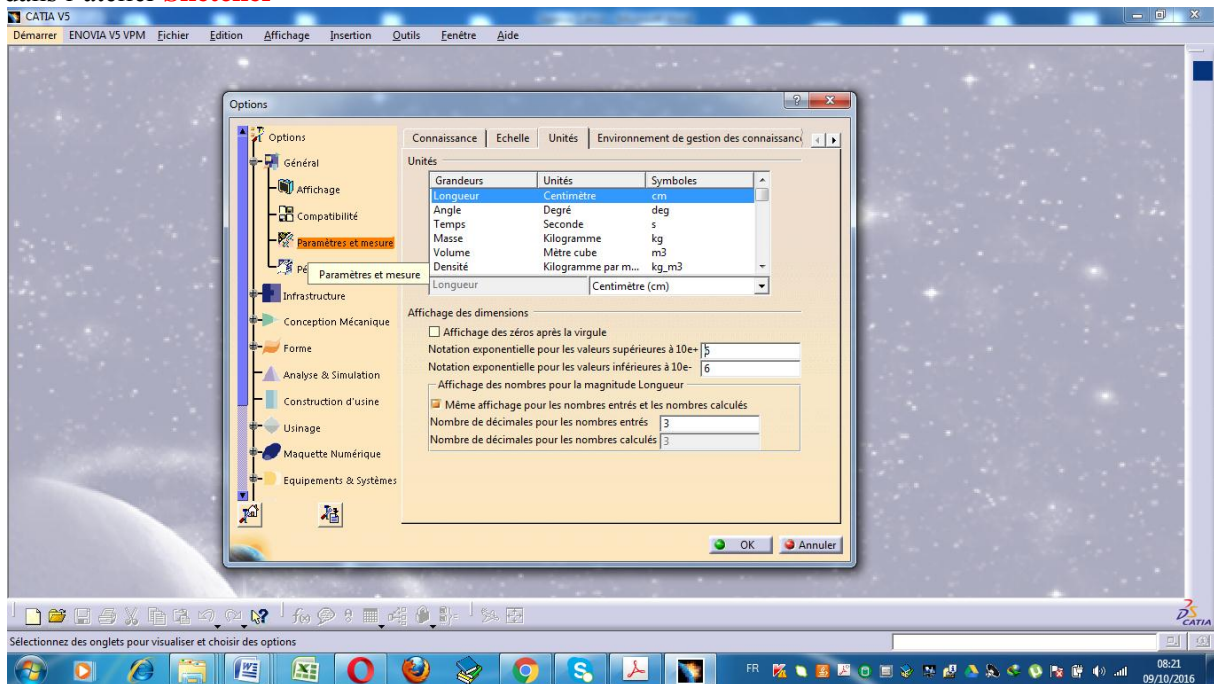 CATIA V5
Démarrer ENOVIA V5 VPM Fichier Edition Affichage Insertion Outils Fenêtre Aide
Options
Options
Général
Affichage
Compatibilité
Paramètres et mesure
Paramètres et mesure
Infrastructure
Conception Mécanique
Forme
Analyse & Simulation
Construction d'usine
Usinage
Maquette Numérique
Equipements & Systèmes
Connaissance Echelle Unités Environnement de gestion des
Unités
Grandeurs Unités Symboles
Longueur Centimètre cm
Angle Degré deg
Temps Seconde s
Masse Kilogramme kg
Volume Mètre cube m3
Densité Kilogramme par m... kg_m3
Longueur Centimètre (cm)
Affichage des dimensions
Affichage des zéros après la virgule
Notation exponentielle pour les valeurs supérieures à 10e+ 5
Notation exponentielle pour les valeurs inférieures à 10e- 6
Affichage des nombres pour la magnitude Longueur
Même affichage pour les nombres entrés et les nombres calculés
Nombre de décimales pour les nombres entrés 3
Nombre de décimales pour les nombres calculés 3
OK Annuler
CATIA
Sélectionnez des onglets pour visualiser et choisir des options
FR 08:21
09/10/2016